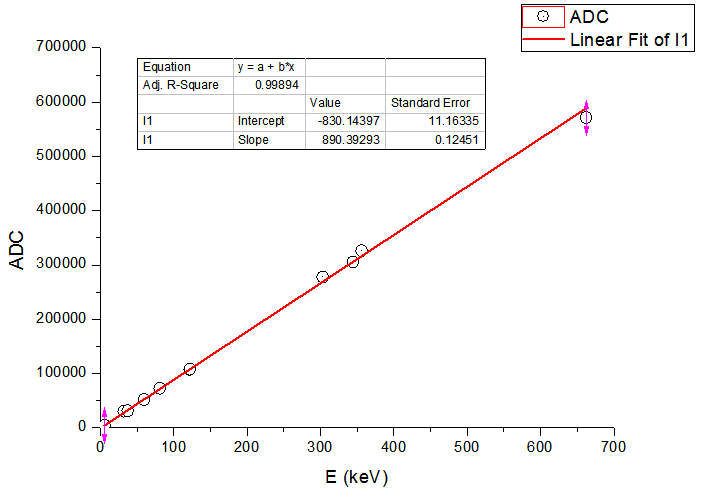 ADC
Linear Fit of I1
Equation y = a + b*x
Adj. R-Square 0.99894
Value Standard Error
I1 Intercept -830.14397 11.16335
I1 Slope 890.39293 0.12451
700000
600000
500000
400000
300000
200000
100000
0
ADC
0 100 200 300 400 500 600 700
E (keV)